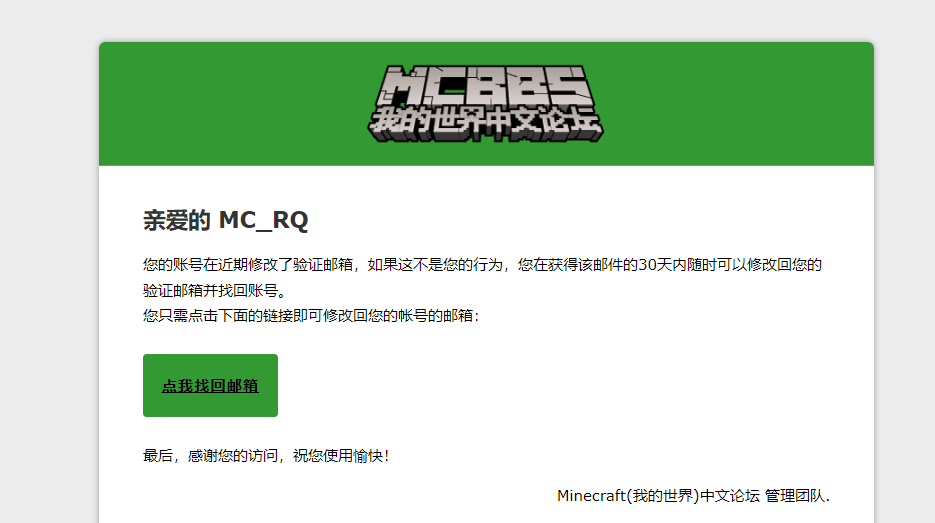 MCBBS
我的世界中文论坛
亲爱的 MC_RQ
您的账号在近期修改了验证邮箱，如果这不是您的行为，您在获得该邮件的30天内随时可以修改回您的
验证邮箱并找回账号。
您只需点击下面的链接即可修改回您的帐号的邮箱：
点我找回邮箱
最后，感谢您的访问，祝您使用愉快！
Minecraft(我的世界)中文论坛 管理团队.